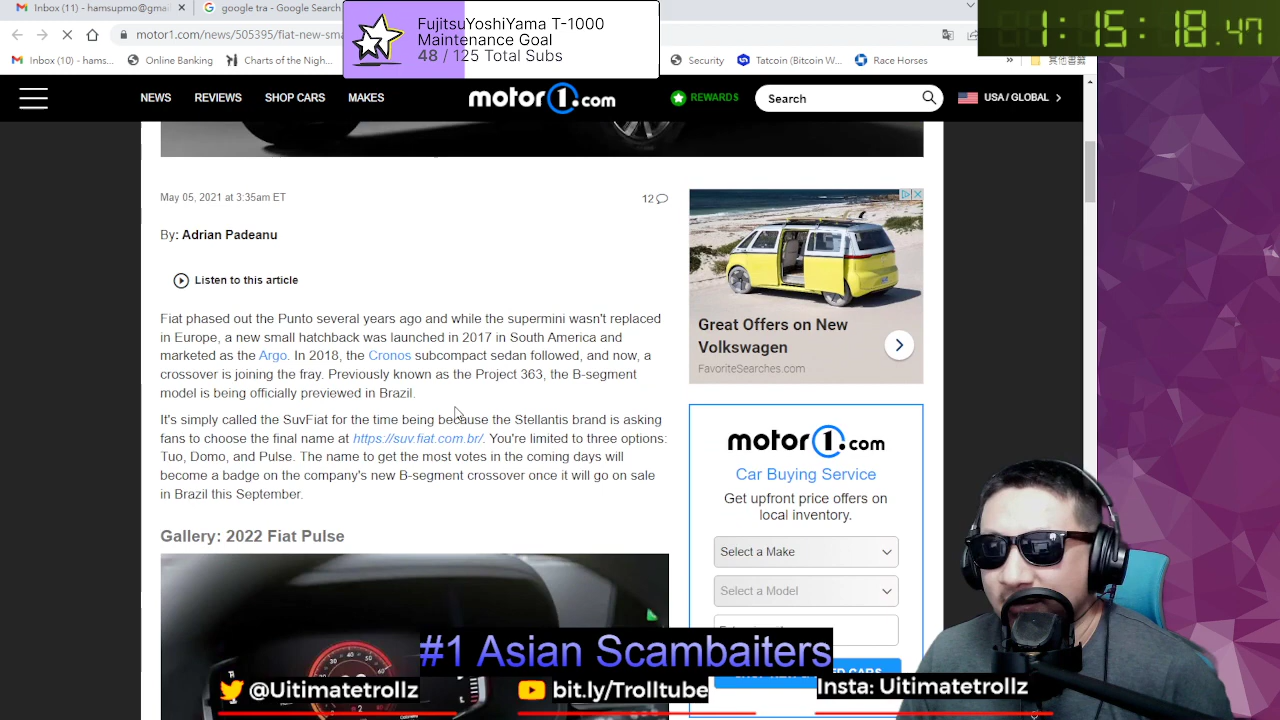 Inbox (11) - hamsupmo@gmai
google tra - Google Search
FujitsuYoshiYama T-1000
Maintenance Goal
48 / 125 Total Subs
1:15:18.47
motor1.com/news/505395/fiat-new-sma
Inbox (10) - hams...
Online Banking
Charts of the Nigh...
Security
Tatcoin (Bitcoin W...
Race Horses
»
其他書籤
NEWS
REVIEWS
SHOP CARS
MAKES
motor1.com
REWARDS
Search
USA / GLOBAL
May 05, 2021 at 3:35am ET
12
By: Adrian Padeanu
Listen to this article
Fiat phased out the Punto several years ago and while the supermini wasn't replaced
in Europe, a new small hatchback was launched in 2017 in South America and
marketed as the Argo. In 2018, the Cronos subcompact sedan followed, and now, a
crossover is joining the fray. Previously known as the Project 363, the B-segment
model is being officially previewed in Brazil.
It's simply called the SuvFiat for the time being because the Stellantis brand is asking
fans to choose the final name at https://suv.fiat.com.br/. You're limited to three options:
Tuo, Domo, and Pulse. The name to get the most votes in the coming days will
become a badge on the company's new B-segment crossover once it will go on sale
in Brazil this September.
Gallery: 2022 Fiat Pulse
Great Offers on New
Volkswagen
FavoriteSearches.com
motor1.com
Car Buying Service
Get upfront price offers on
local inventory.
Select a Make
Select a Model
#1 Asian Scambaiters
@Uitimatetrollz
bit.ly/Trolltube
Insta: Uitimatetrollz